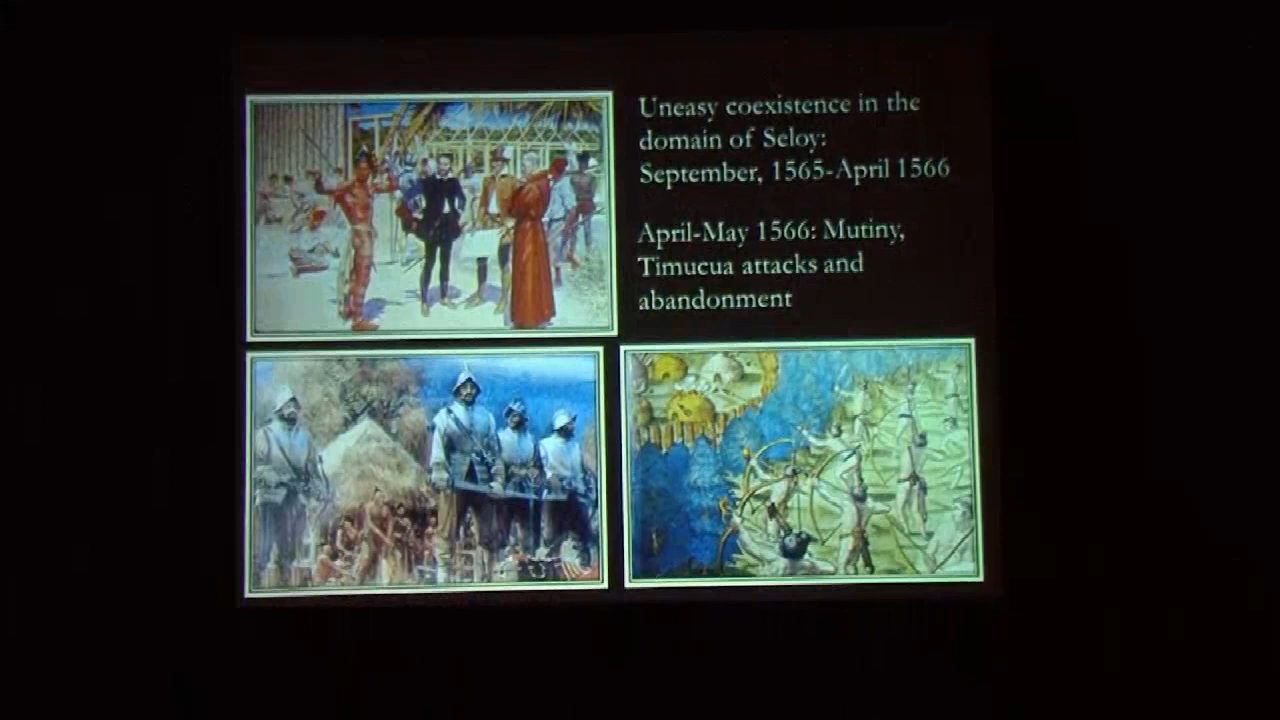 Uneasy coexistence in the
domain of Seloy:
September, 1565-April 1566
April-May 1566: Mutiny,
Timucua attacks and
abandonment